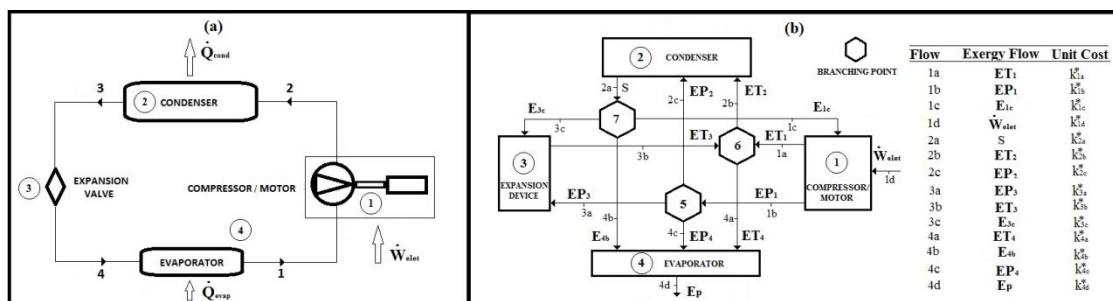 (a)
Q̇cond
3
2
2 CONDENSER
3 EXPANSION
VALVE
COMPRESSOR / MOTOR
1
4
EVAPORATOR
4
1
Ẇelet
Q̇evap
(b)
2 CONDENSER
BRANCHING POINT
2a
S
EP2
2c
ET2
2b
E3c
3c
7
E1c
1c
ET3
3b
6
ET1
1a
3
EXPANSION
DEVICE
1
COMPRESSOR/
MOTOR
Ẇelet
1d
EP3
3a
5
EP1
1b
4b
E4b
4c
EP4
4a
ET4
4 EVAPORATOR
4d
Ep
Flow Exergy Flow Unit Cost
1a ET1 k*1a
1b EP1 k*1b
1c E1c k*1c
1d Ẇelet k*1d
2a S k*2a
2b ET2 k*2b
2c EP2 k*2c
3a EP3 k*3a
3b ET3 k*3b
3c E3c k*3c
4a ET4 k*4a
4b E4b k*4b
4c EP4 k*4c
4d Ep k*4d